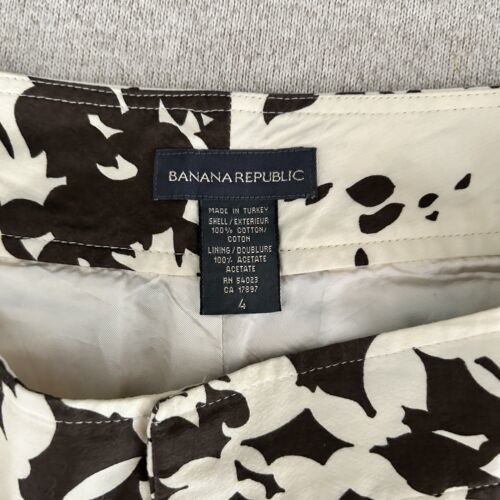 BANANA REPUBLIC
MADE IN TURKEY
SHELL/EXTERIEUR
100% COTTON/
COTON
LINING/DOUBLURE
100% ACETATE
ACETATE
RN 54023
CA 17897
4